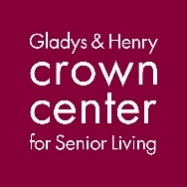 Gladys & Henry
crown
center
for Senior Living